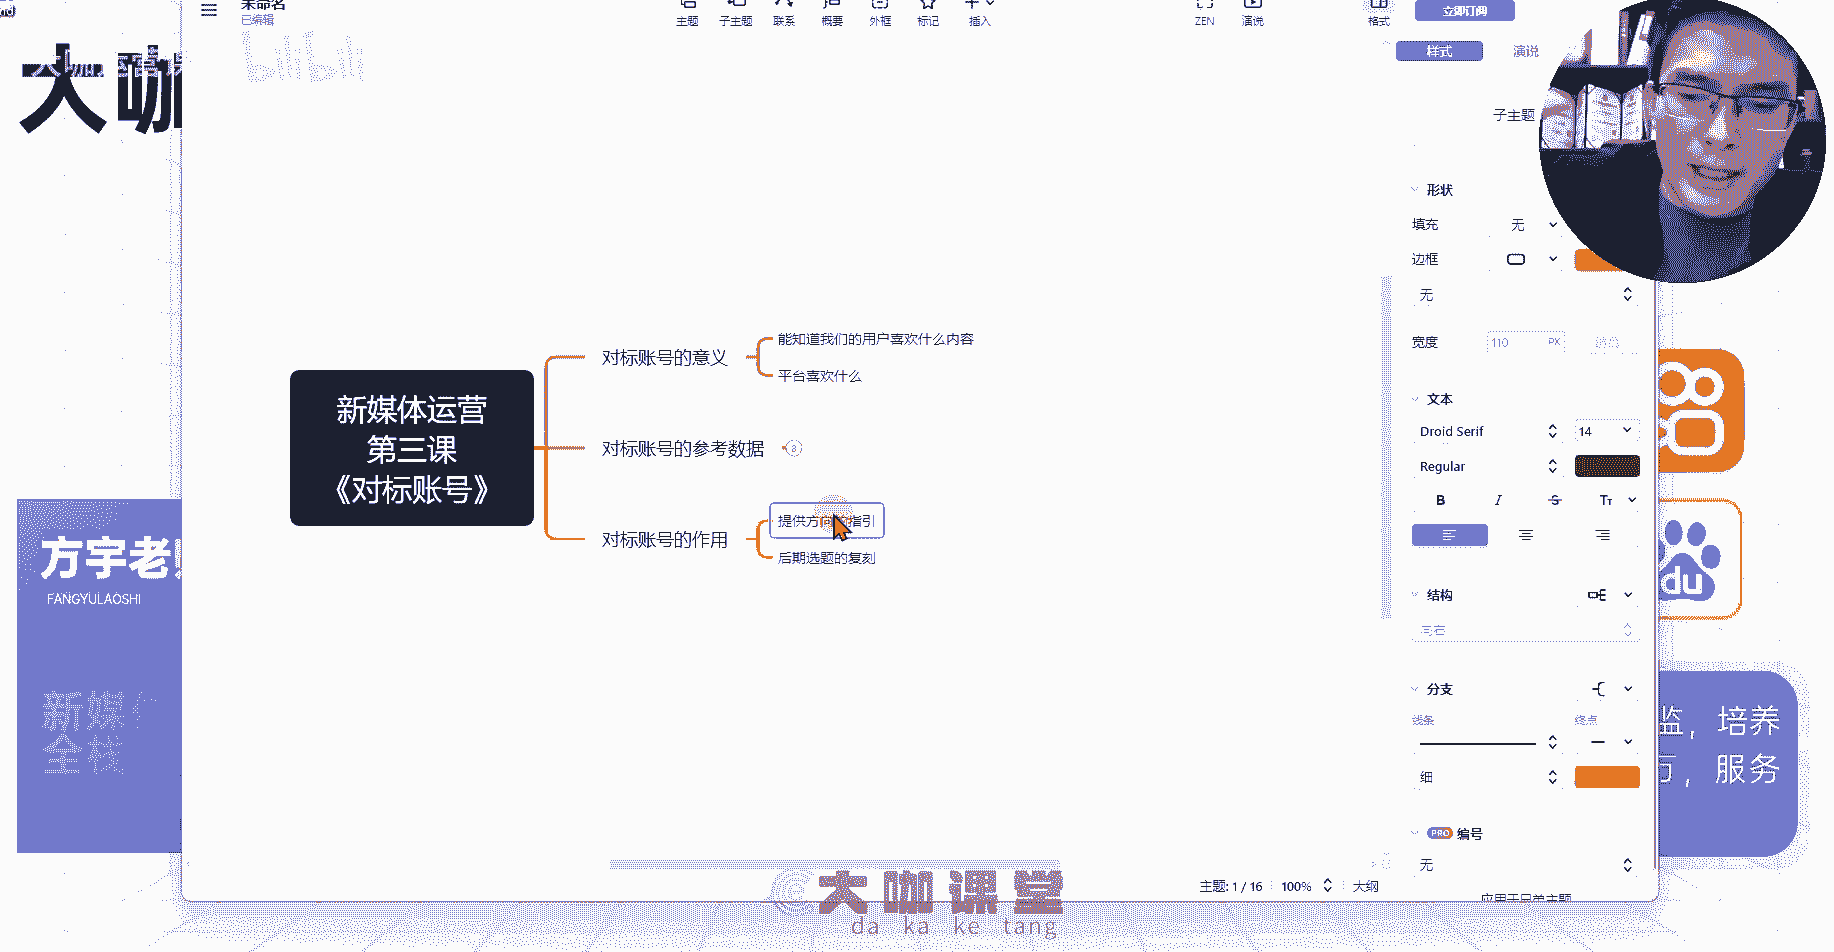 未命名
已编辑
主题
子主题
联系
概要
外框
标记
插入
ZEN
演说
格式
立即订阅
bilibili
大咖
样式
演说
子主题
形状
填充
无
边框
无
宽度
110
PX
文本
Droid Serif
14
Regular
B
I
S
TT
结构
向右
分支
线条
终点
细
PRO 编号
无
新媒体运营
第三课
《对标账号》
对标账号的意义
能知道我们的用户喜欢什么内容
平台喜欢什么
对标账号的参考数据
对标账号的作用
提供方向的指引
后期选题的复刻
方宇老
FANGYULAOSHI
新媒体
全栈
du
监，培养
万，服务
主题: 1 / 16
100%
大纲
大咖课堂
da ka ke tang